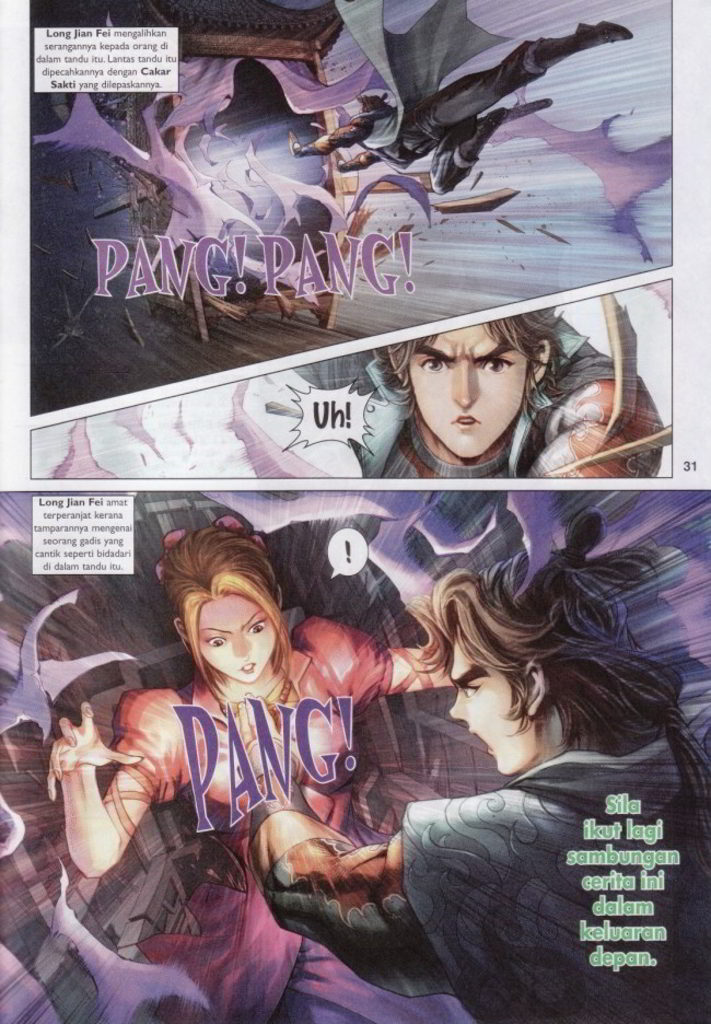 Long Jian Fei mengalihkan
serangannya kepada orang di
dalam tandu itu. Lantas tandu itu
dipecahkannya dengan Cakar
Sakti yang dilepaskannya.
PANG! PANG!
Uh!
31
Long Jian Fei amat
terperanjat kerana
tamparannya mengenai
seorang gadis yang
cantik seperti bidadari
di dalam tandu itu.
!
PANG!
Sila
ikut lagi
sambungan
cerita ini
dalam
keluaran
depan.